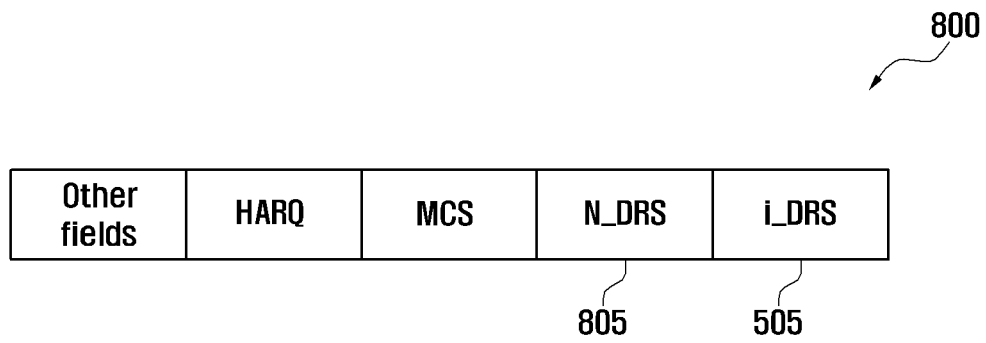 800
Other
fields
HARQ
MCS
N_DRS
i_DRS
805
505